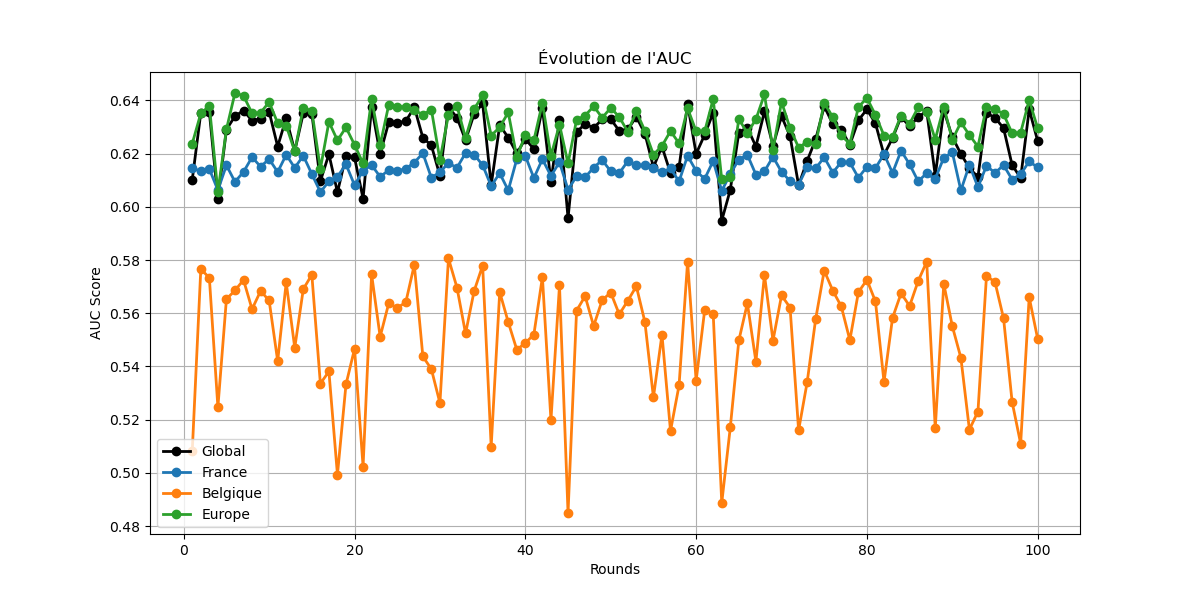 Évolution de l'AUC
AUC Score
0.64
0.62
0.60
0.58
0.56
0.54
0.52
0.50
0.48
Global
France
Belgique
Europe
0
20
40
60
80
100
Rounds